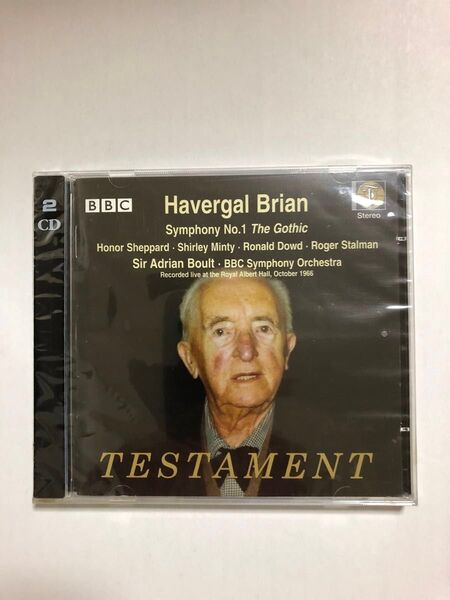 2
CD
BBC
Stereo
Havergal Brian
Symphony No.1 The Gothic
Honor Sheppard · Shirley Minty · Ronald Dowd · Roger Stalman
Sir Adrian Boult · BBC Symphony Orchestra
Recorded live at the Royal Albert Hall, October 1966
TESTAMENT